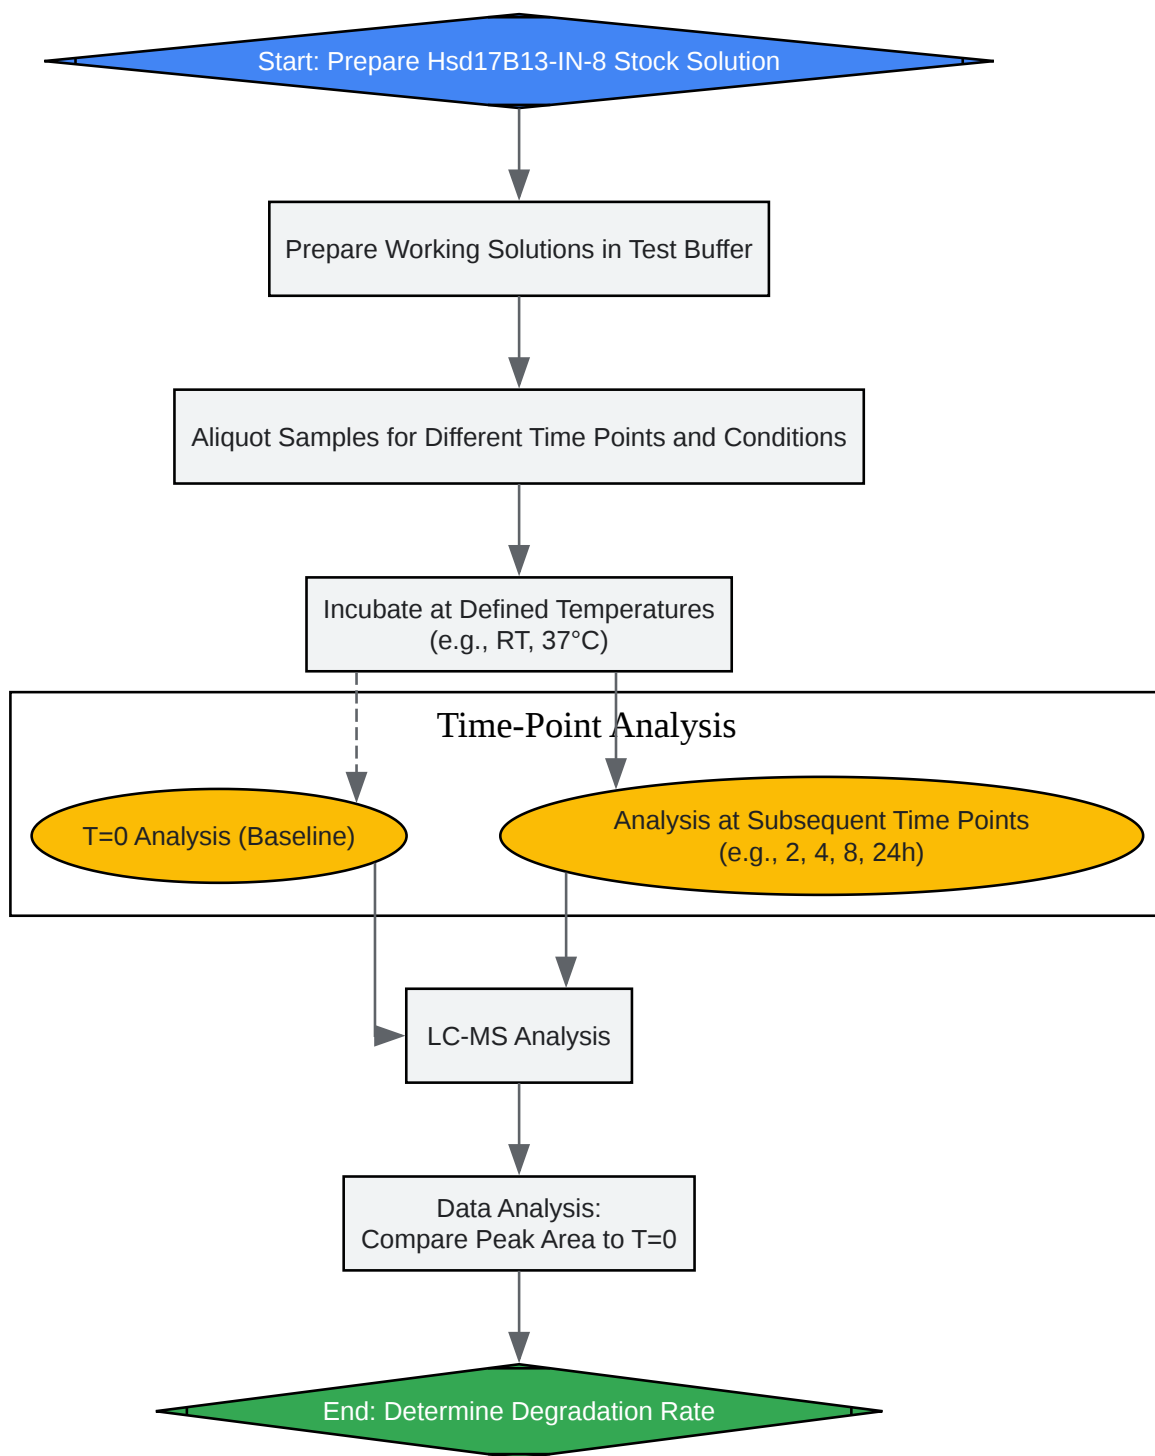 Start: Prepare Hsd17B13-IN-8 Stock Solution
Prepare Working Solutions in Test Buffer
Aliquot Samples for Different Time Points and Conditions
Incubate at Defined Temperatures
(e.g., RT, 37°C)
Time-Point Analysis
T=0 Analysis (Baseline)
Analysis at Subsequent Time Points
(e.g., 2, 4, 8, 24h)
LC-MS Analysis
Data Analysis:
Compare Peak Area to T=0
End: Determine Degradation Rate